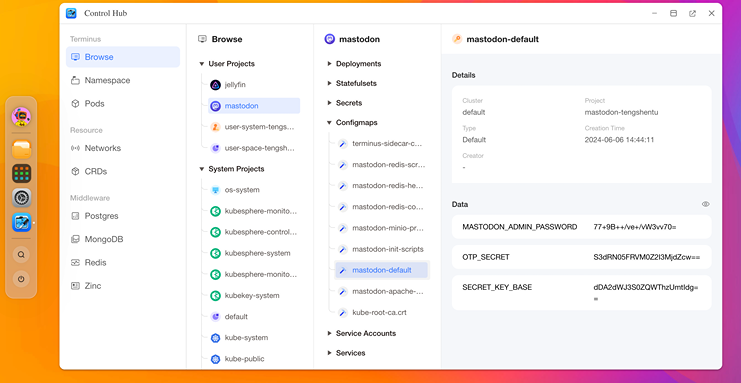 Control Hub
Terminus
Browse
Namespace
Pods
Resource
Networks
CRDs
Middleware
Postgres
MongoDB
Redis
Zinc
Browse
User Projects
jellyfin
mastodon
user-system-tengs...
user-space-tengsh...
System Projects
os-system
kubesphere-monito...
kubesphere-control...
kubesphere-system
kubesphere-monito...
kubekey-system
default
kube-system
kube-public
mastodon
Deployments
Statefulsets
Secrets
Configmaps
terminus-sidecar-c...
mastodon-redis-scr...
mastodon-redis-he...
mastodon-redis-co...
mastodon-minio-pr...
mastodon-init-scripts
mastodon-default
mastodon-apache-...
kube-root-ca.crt
Service Accounts
Services
mastodon-default
Details
Cluster
default
Project
mastodon-tengshentu
Type
Default
Creation Time
2024-06-06 14:44:11
Creator
-
Data
MASTODON_ADMIN_PASSWORD 77+9B++/ve+/vW3vv70=
OTP_SECRET S3dRN05FRVM0Z2I3MjdZcw==
SECRET_KEY_BASE dDA2dWJ3S0ZQWThzUmtldg=
=